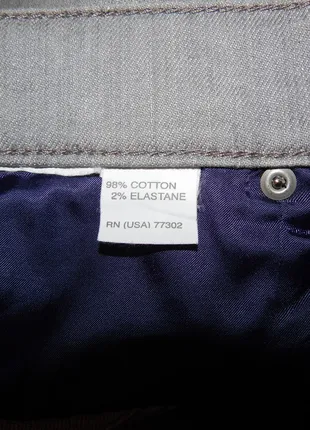 98% COTTON
2% ELASTANE
RN (USA) 77302